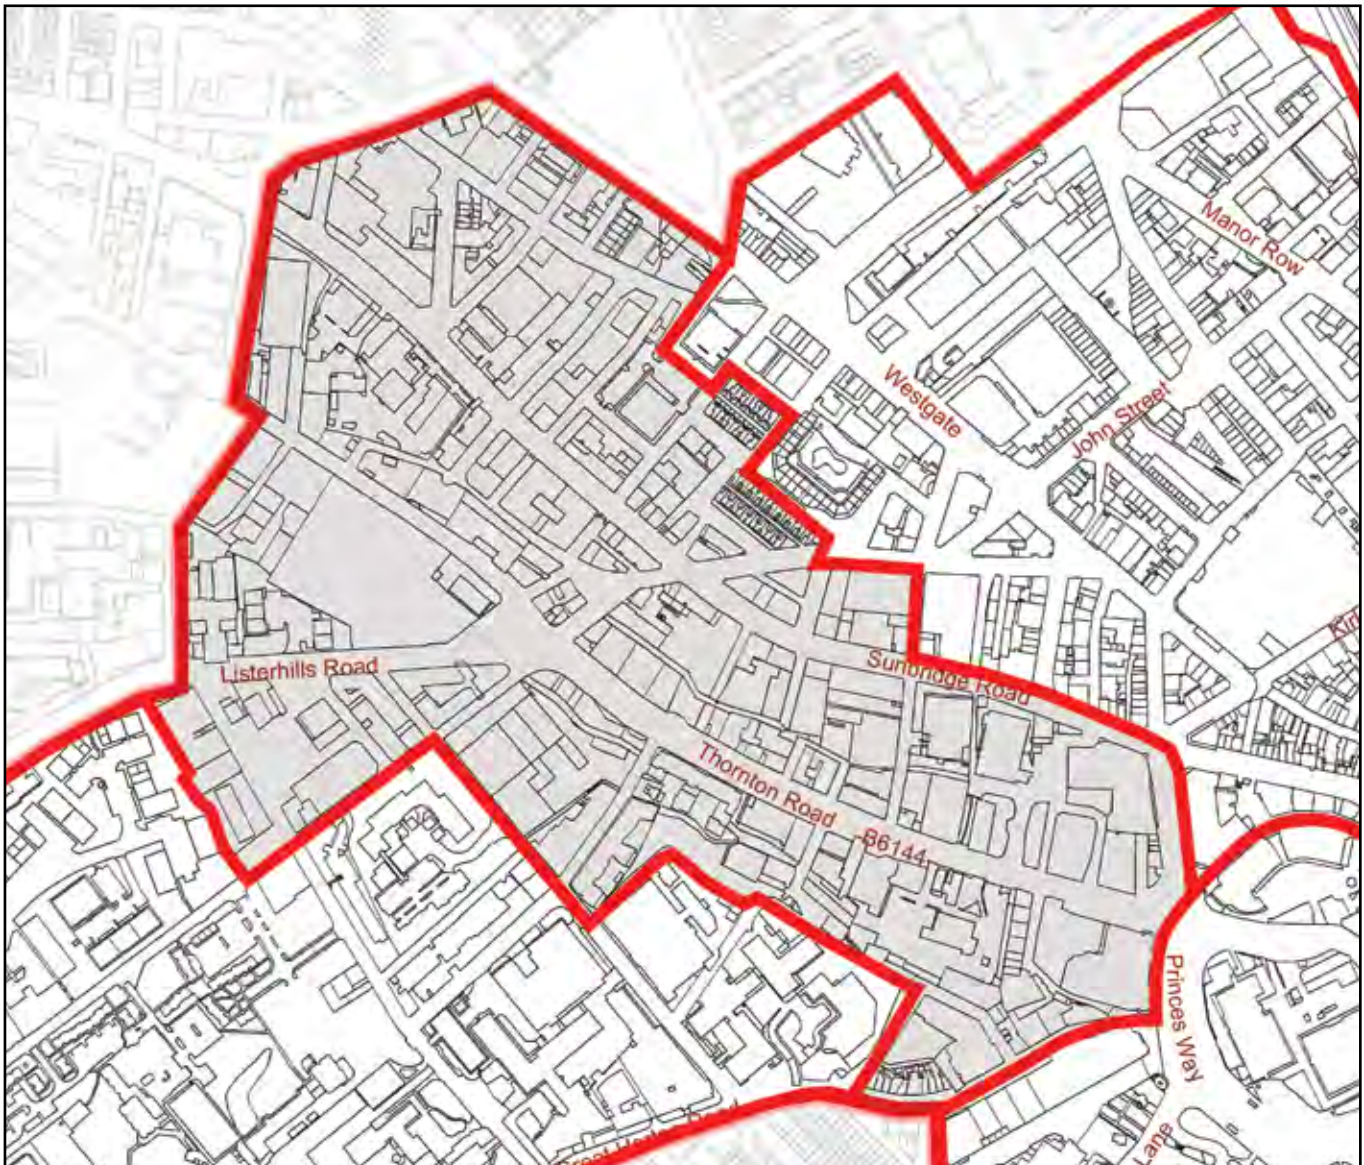 Manor Row
Westgate
John Street
Listerhills Road
Sunbridge Road
Thornton Road
B6144
Princes Way
Lane